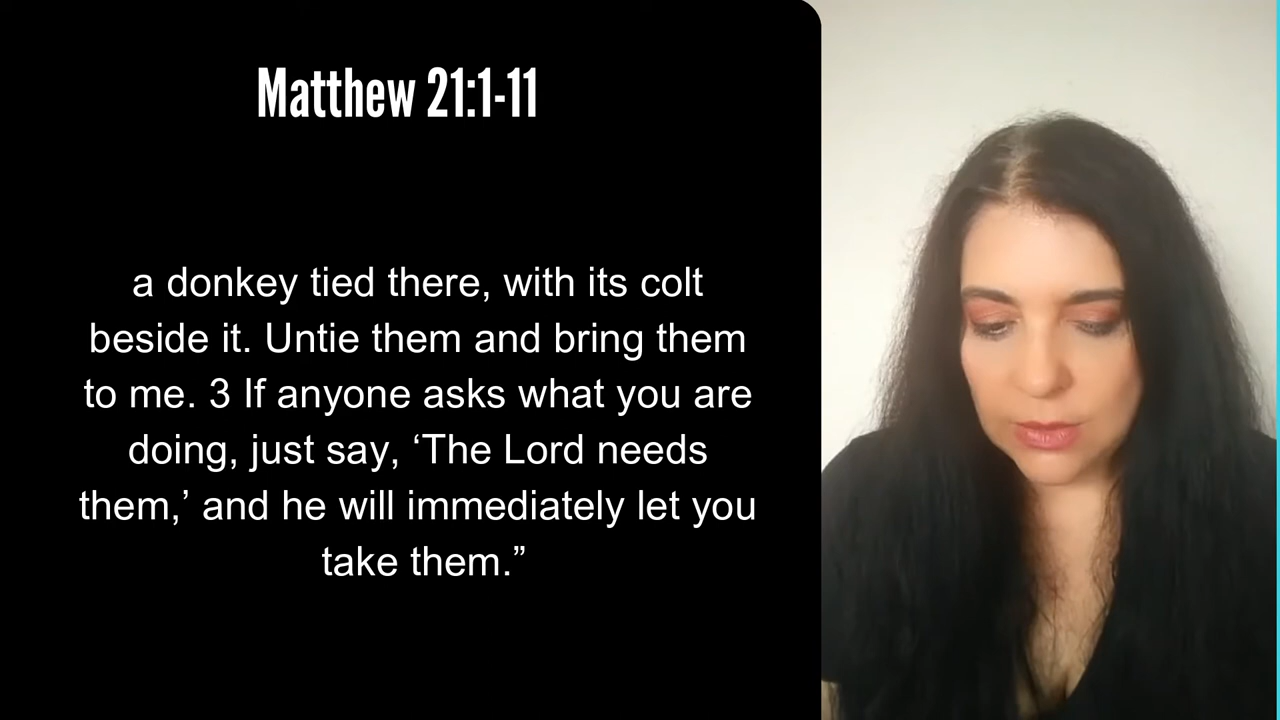 Matthew 21:1-11
a donkey tied there, with its colt
beside it. Untie them and bring them
to me. 3 If anyone asks what you are
doing, just say, ‘The Lord needs
them,’ and he will immediately let you
take them.”